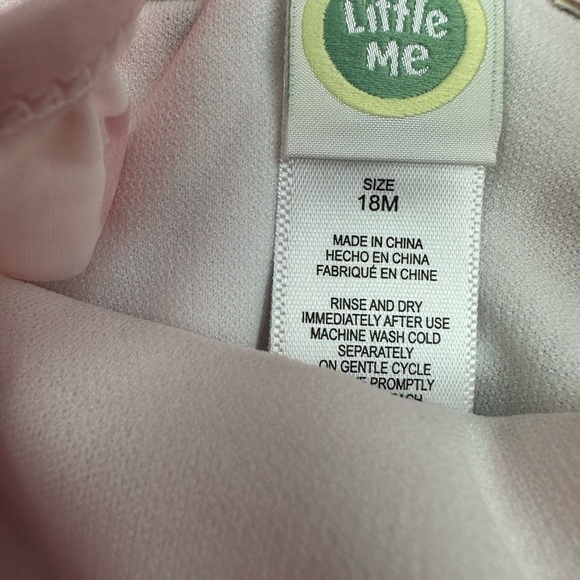 Little
Me
SIZE
18M
MADE IN CHINA
HECHO EN CHINA
FABRIQUÉ EN CHINE
RINSE AND DRY
IMMEDIATELY AFTER USE
MACHINE WASH COLD
SEPARATELY
ON GENTLE CYCLE
PROMPTLY